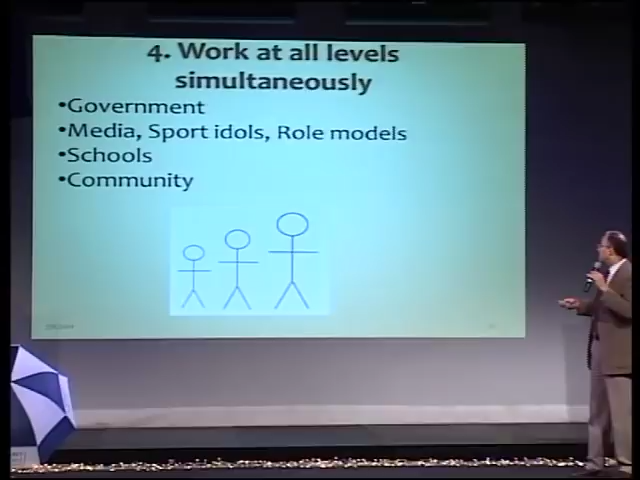 4. Work at all levels
simultaneously
•Government
•Media, Sport idols, Role models
•Schools
•Community